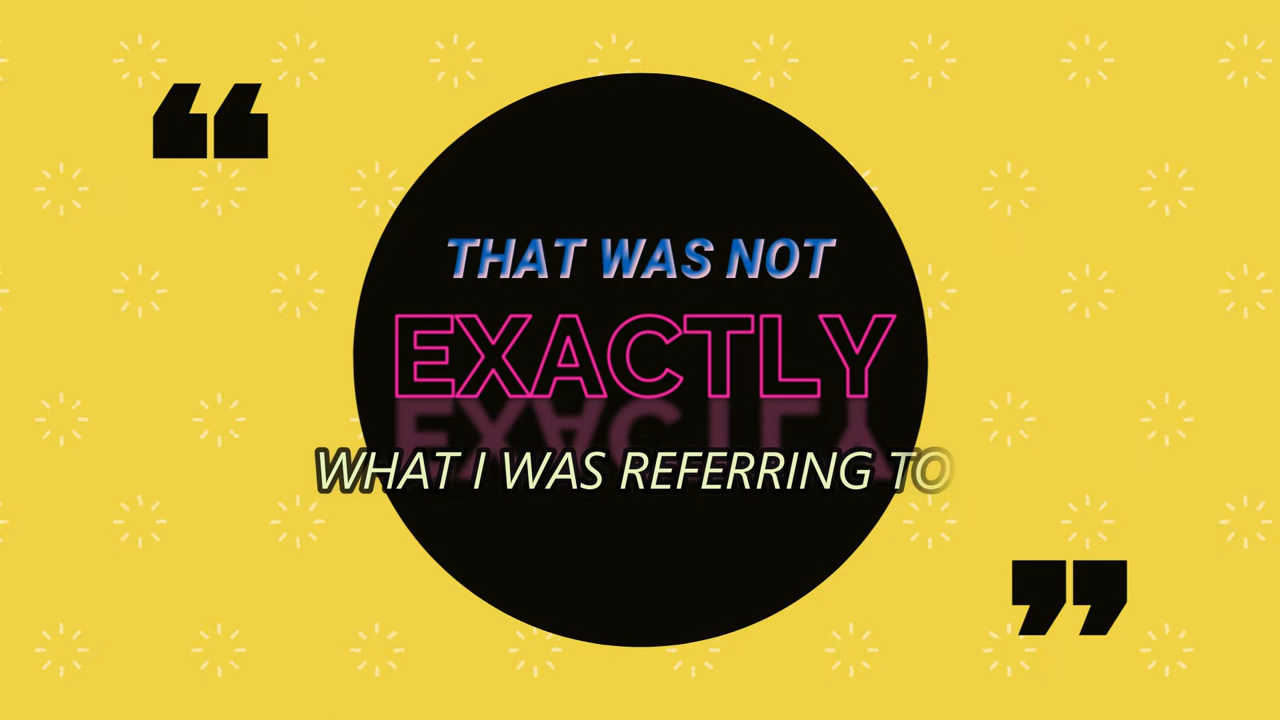 “
THAT WAS NOT
EXACTLY
WHAT I WAS REFERRING TO
”